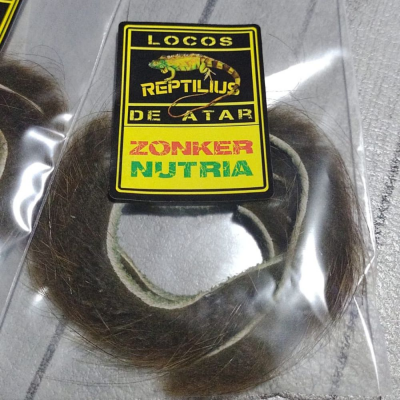 LOCOS
REPTILIUS
DE ATAR
ZONKER
NUTRIA